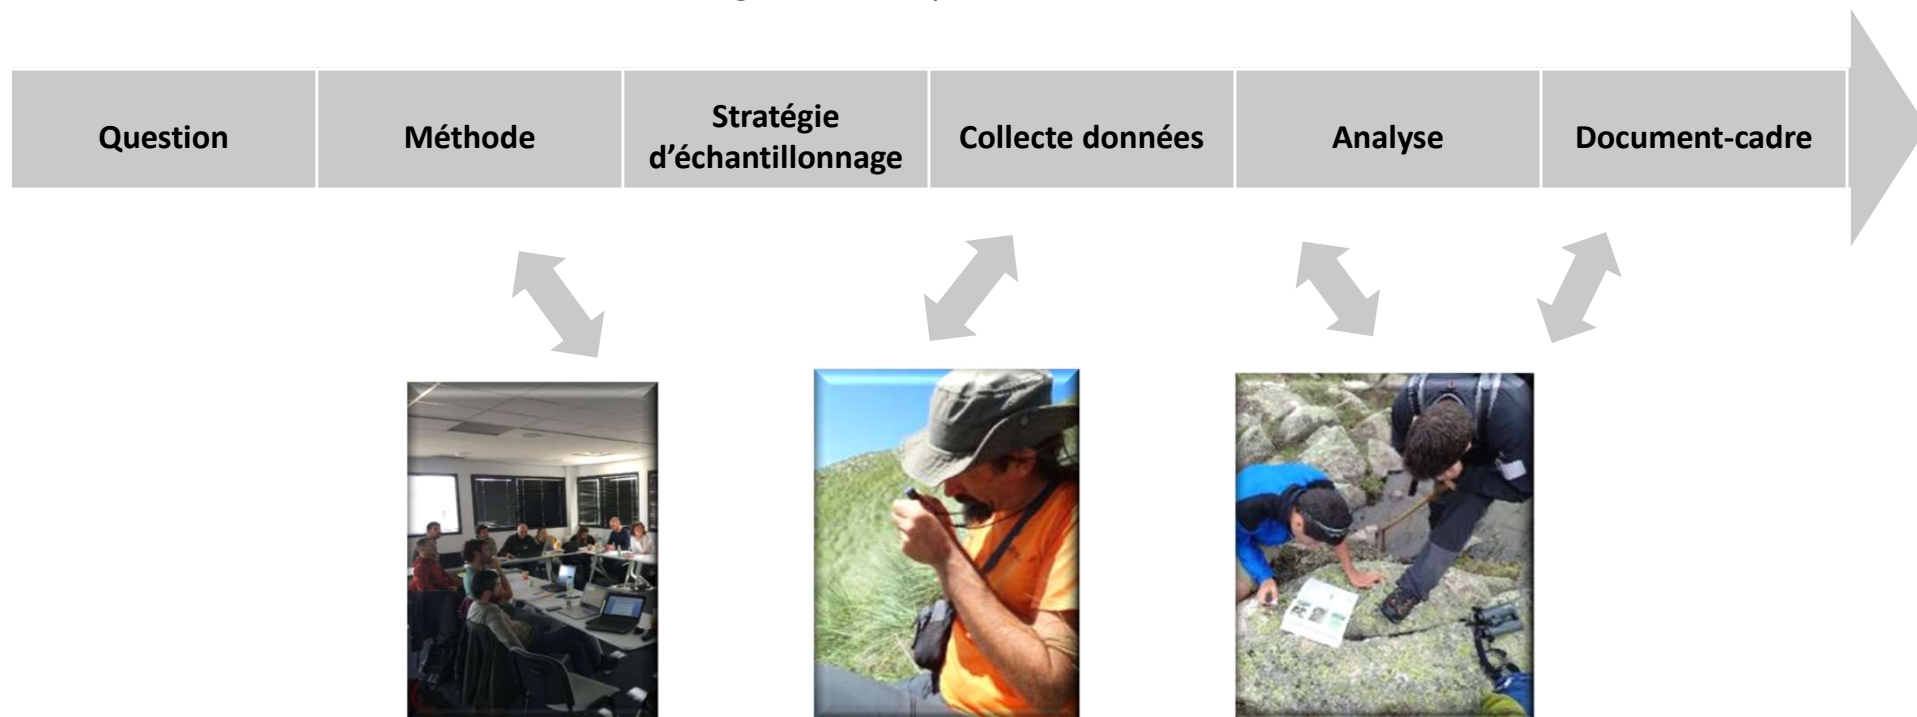 Question
Méthode
Stratégie
d'échantillonnage
Collecte données
Analyse
Document-cadre